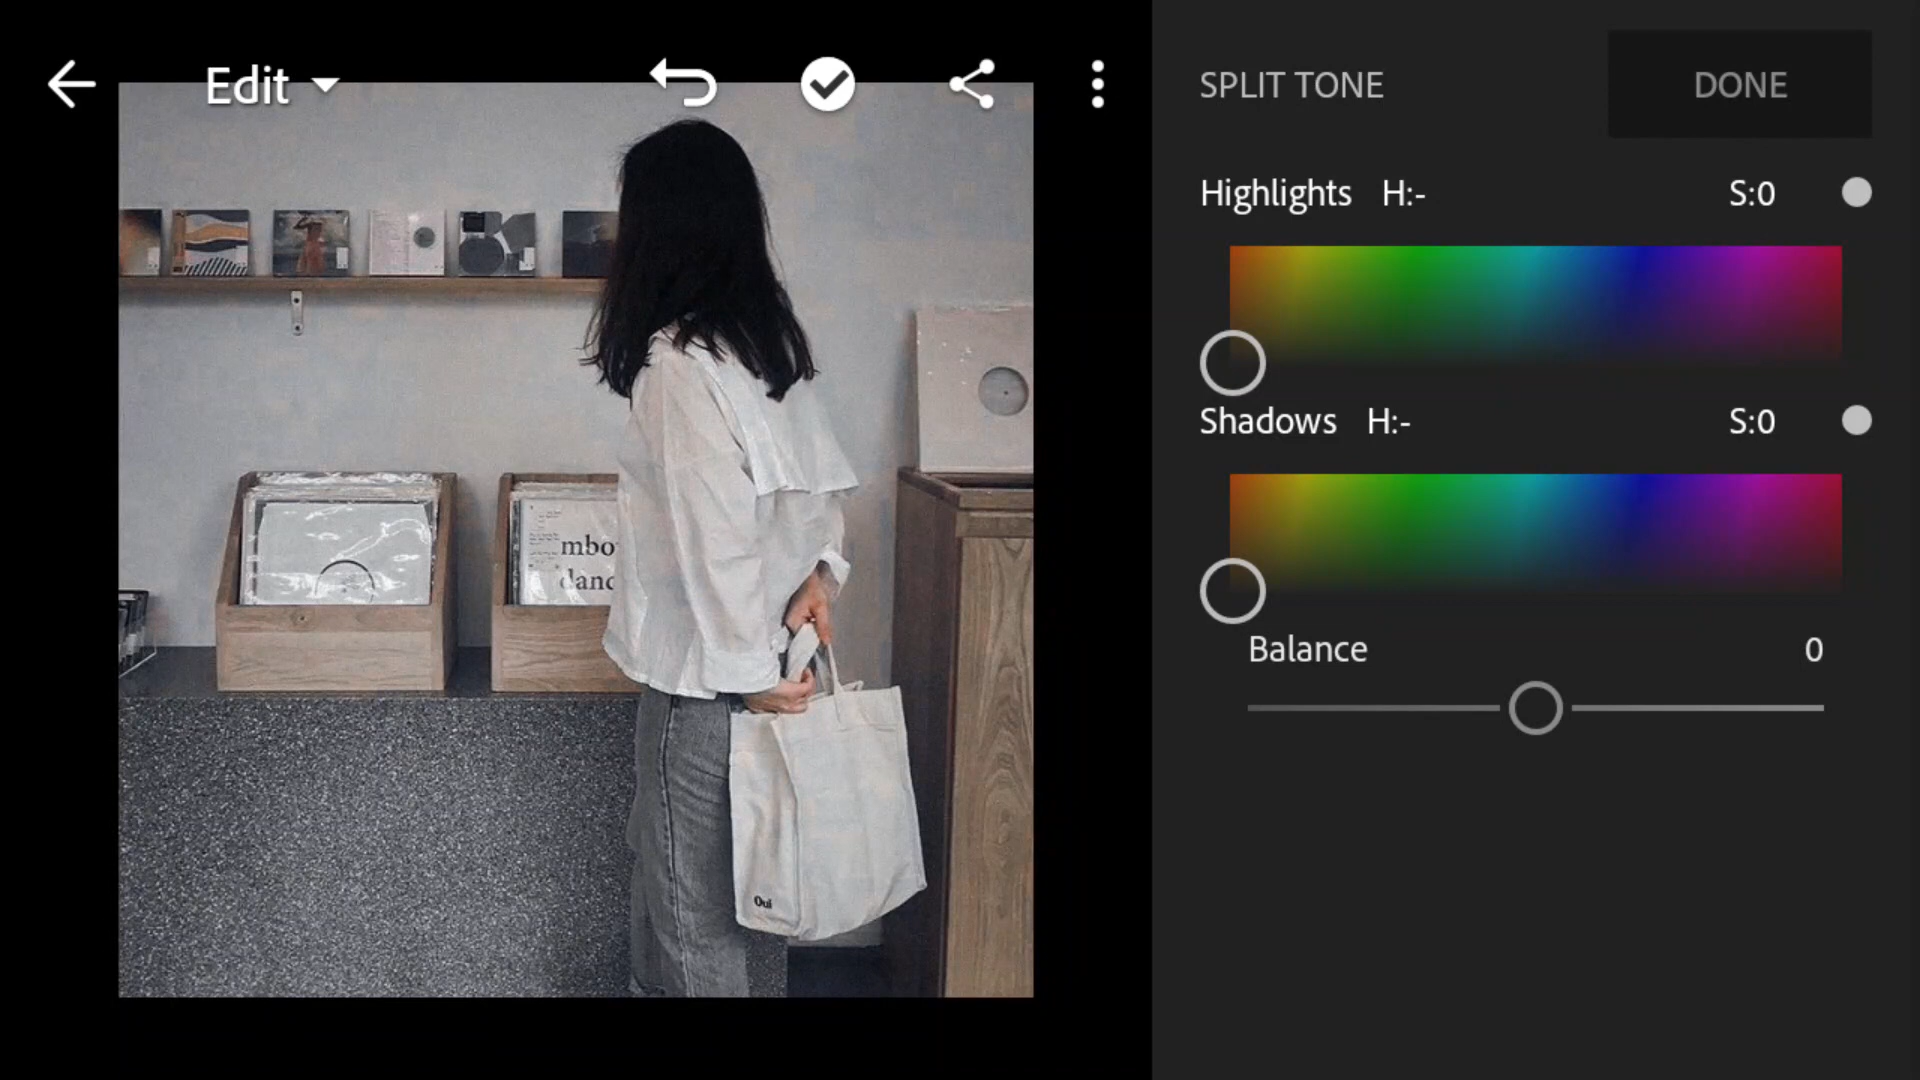 Edit
SPLIT TONE
DONE
Highlights H:- S:0
Shadows H:- S:0
Balance 0
mbo
danc
Oui